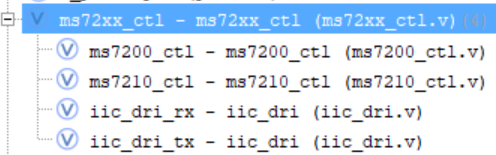 ms72xx_ctl - ms72xx_ctl (ms72xx_ctl.v) (4)
ms7200_ctl - ms7200_ctl (ms7200_ctl.v)
ms7210_ctl - ms7210_ctl (ms7210_ctl.v)
iic_dri_rx - iic_dri (iic_dri.v)
iic_dri_tx - iic_dri (iic_dri.v)